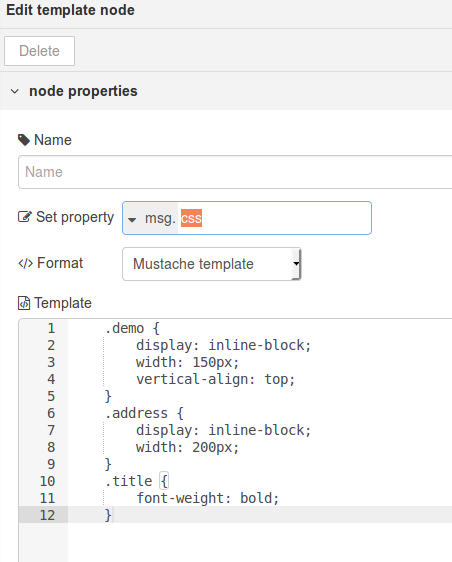 Edit template node
Delete
node properties
Name
Name
Set property msg. css
</> Format Mustache template
Template
1 .demo {
2 display: inline-block;
3 width: 150px;
4 vertical-align: top;
5 }
6 .address {
7 display: inline-block;
8 width: 200px;
9 }
10 .title {
11 font-weight: bold;
12 }